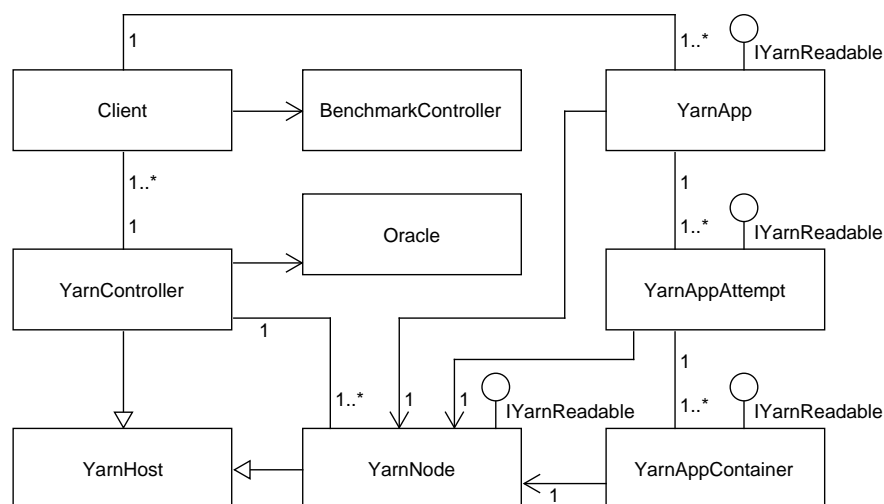 1
1..*
IYarnReadable
Client
BenchmarkController
YarnApp
1..*
1
1
1..*
IYarnReadable
Oracle
YarnController
YarnAppAttempt
1
1
1..*
1
1
IYarnReadable
1..*
IYarnReadable
YarnHost
YarnNode
YarnAppContainer
1